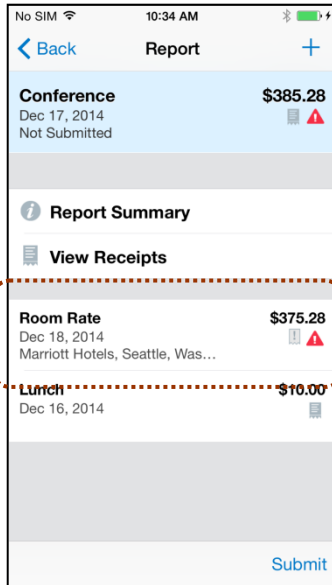 No SIM 10:34 AM
Back Report +
Conference $385.28
Dec 17, 2014
Not Submitted
Report Summary
View Receipts
Room Rate $375.28
Dec 18, 2014
Marriott Hotels, Seattle, Was...
Lunch $10.00
Dec 16, 2014
Submit